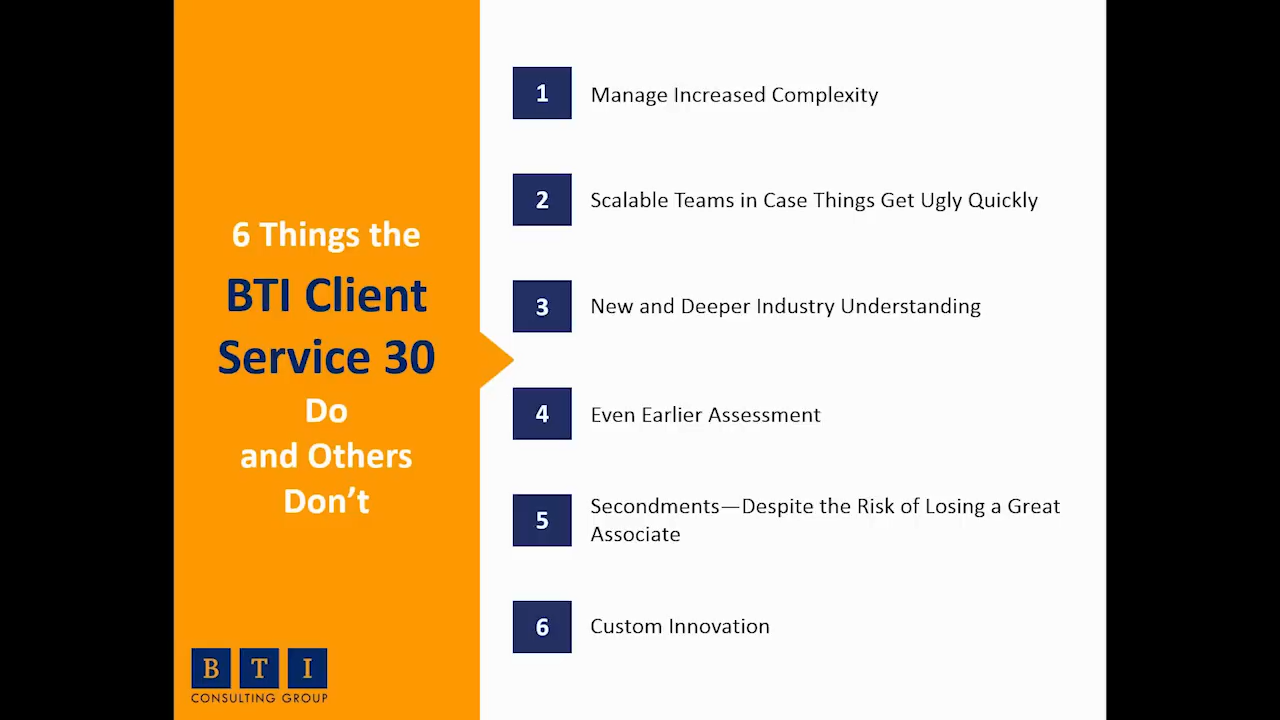 6 Things the
BTI Client
Service 30
Do
and Others
Don’t
1
Manage Increased Complexity
2
Scalable Teams in Case Things Get Ugly Quickly
3
New and Deeper Industry Understanding
4
Even Earlier Assessment
5
Secondments—Despite the Risk of Losing a Great
Associate
6
Custom Innovation
B T I
CONSULTING GROUP